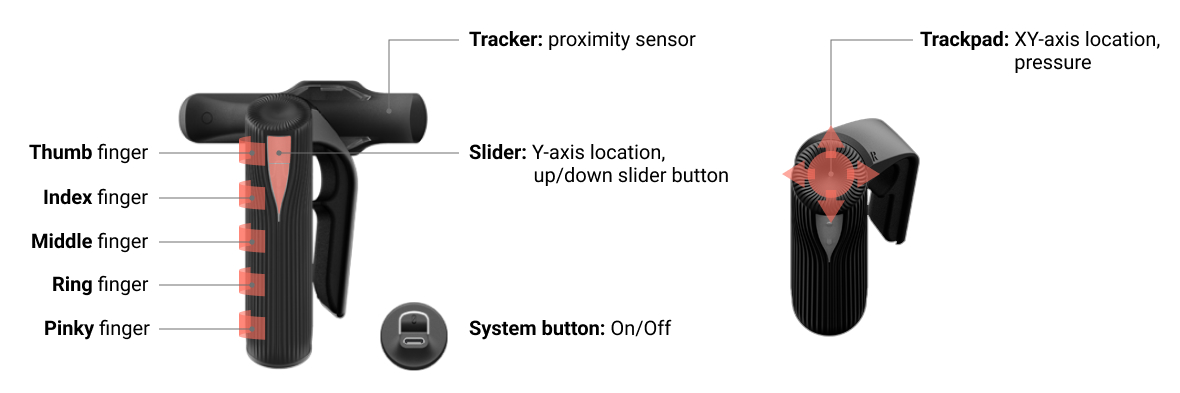 Tracker: proximity sensor
Trackpad: XY-axis location,
pressure
Thumb finger
Slider: Y-axis location,
up/down slider button
Index finger
Middle finger
Ring finger
Pinky finger
System button: On/Off